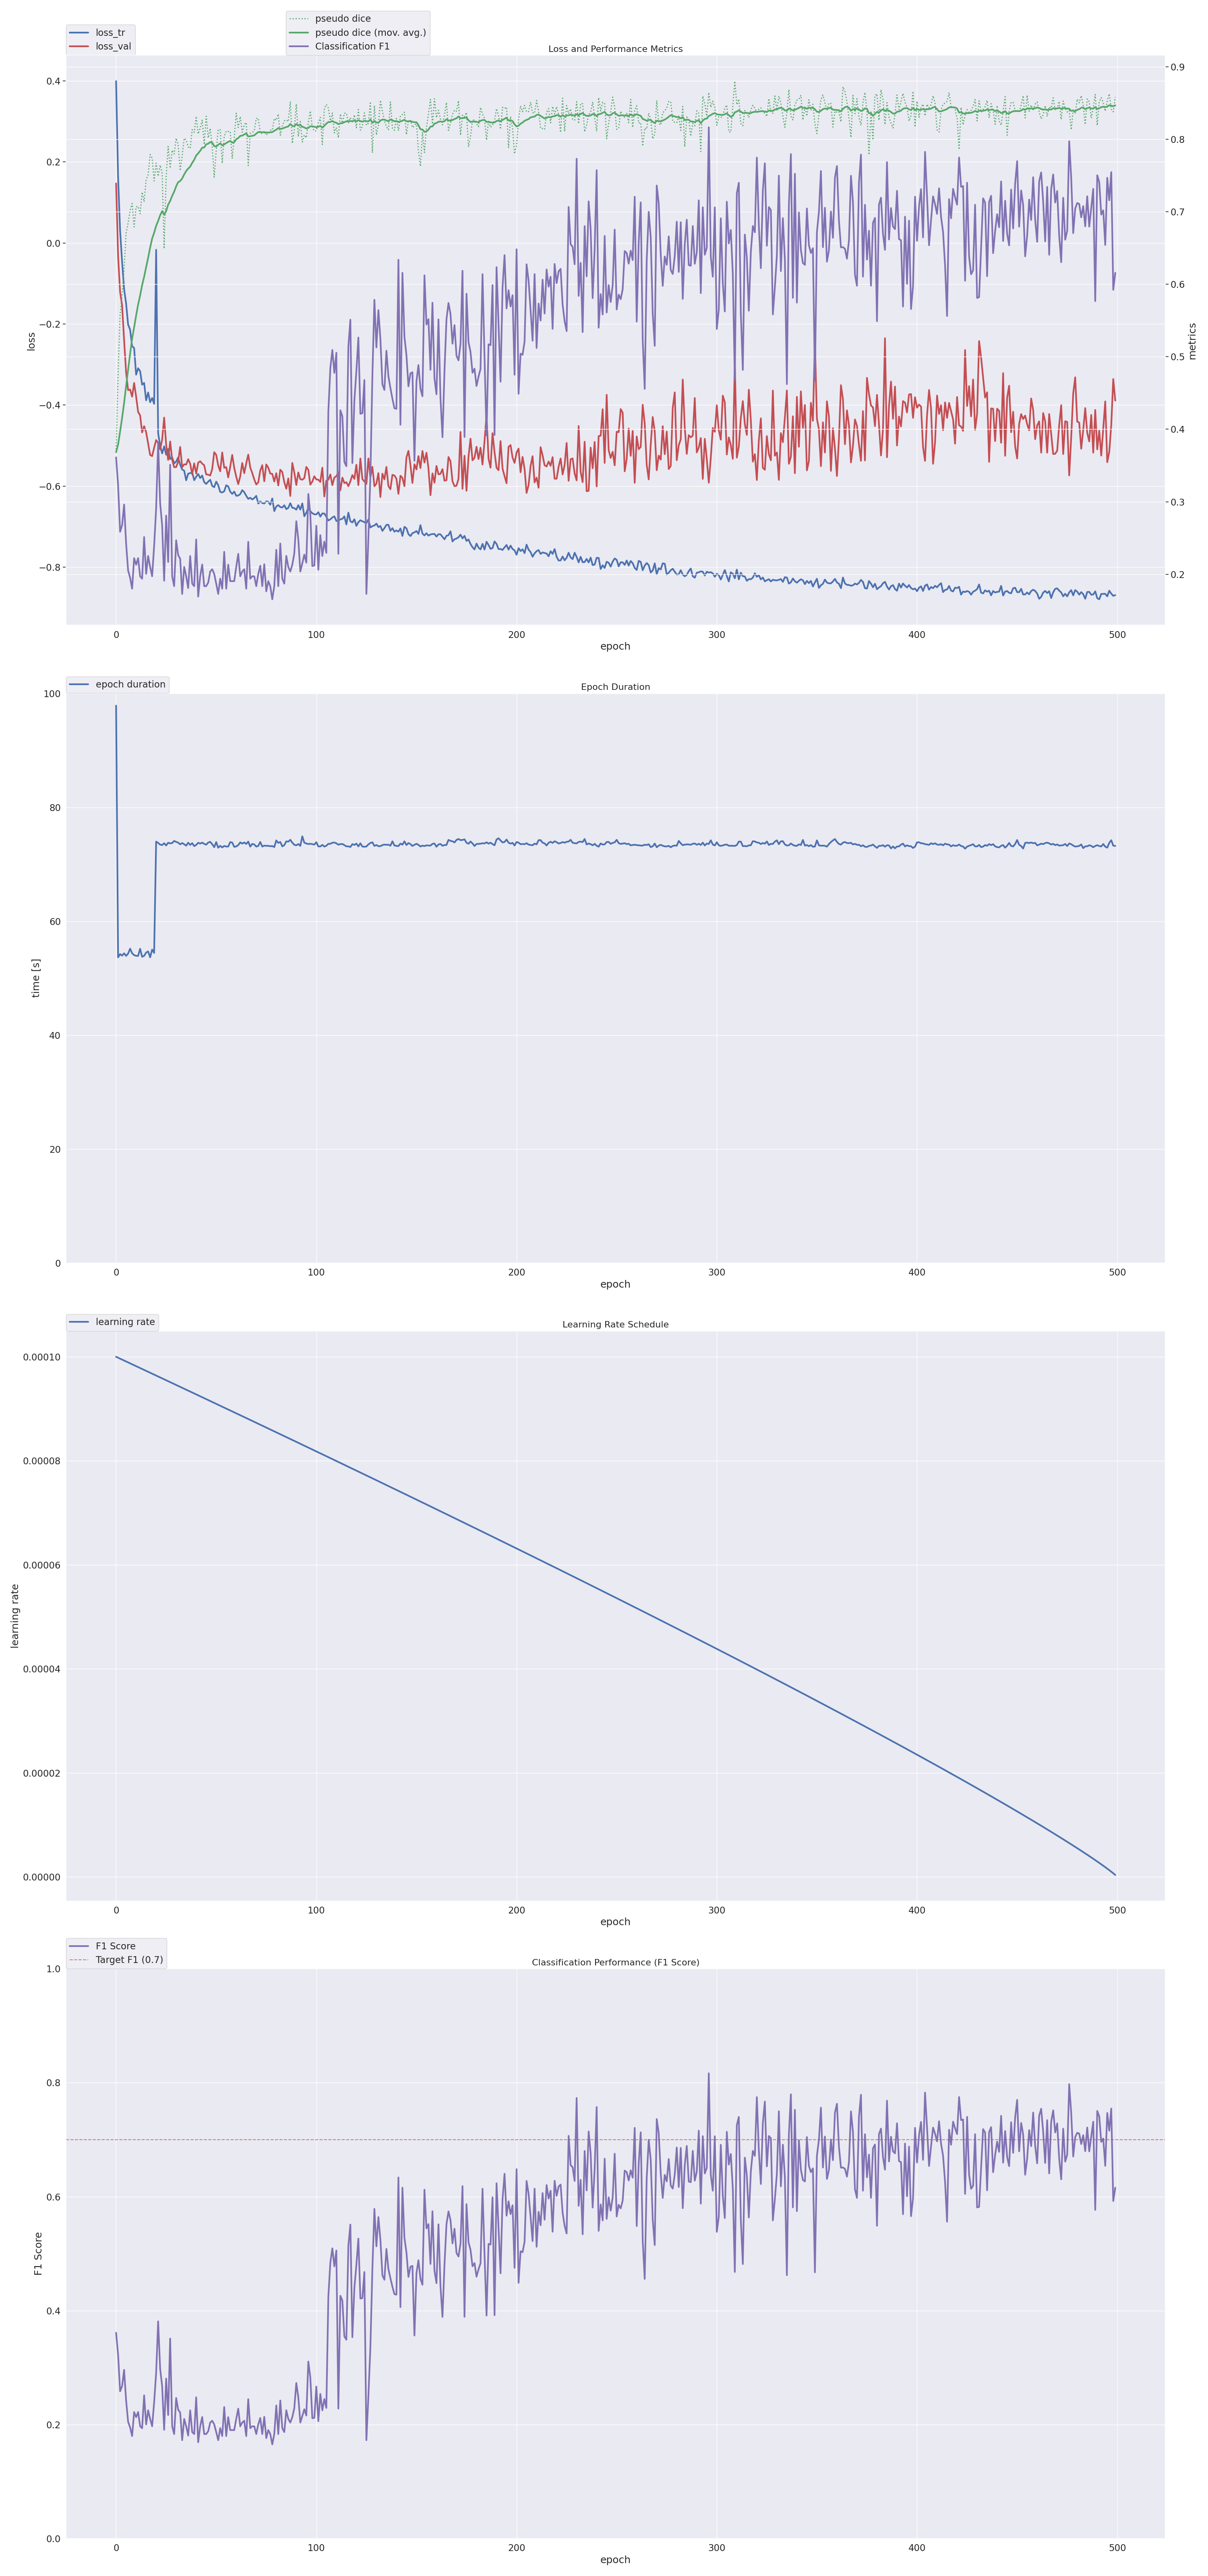 loss_tr
loss_val
pseudo dice
pseudo dice (mov. avg.)
Classification F1
Loss and Performance Metrics
0.4
0.2
0.0
−0.2
−0.4
−0.6
−0.8
loss
0.9
0.8
0.7
0.6
0.5
0.4
0.3
0.2
metrics
0 100 200 300 400 500
epoch
epoch duration
Epoch Duration
100
80
60
40
20
0
time [s]
0 100 200 300 400 500
epoch
learning rate
Learning Rate Schedule
0.00010
0.00008
0.00006
0.00004
0.00002
0.00000
learning rate
0 100 200 300 400 500
epoch
F1 Score
Target F1 (0.7)
Classification Performance (F1 Score)
1.0
0.8
0.6
0.4
0.2
0.0
F1 Score
0 100 200 300 400 500
epoch